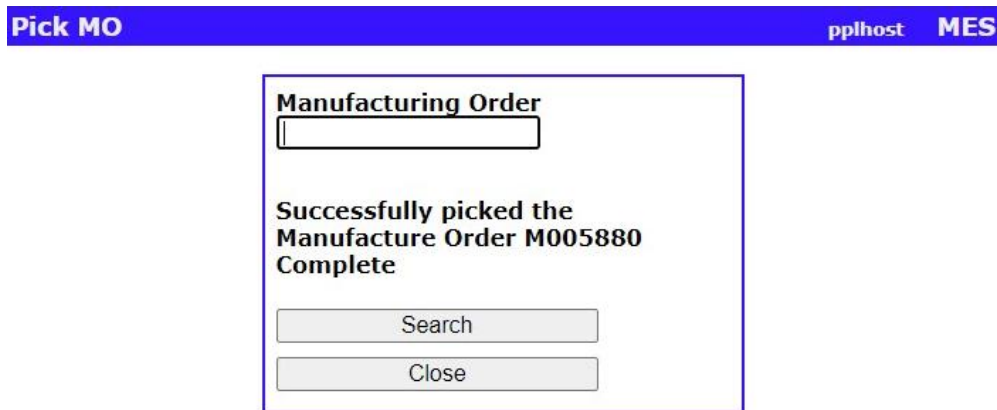 Pick MO pplhost MES
Manufacturing Order
Successfully picked the
Manufacture Order M005880
Complete
Search
Close